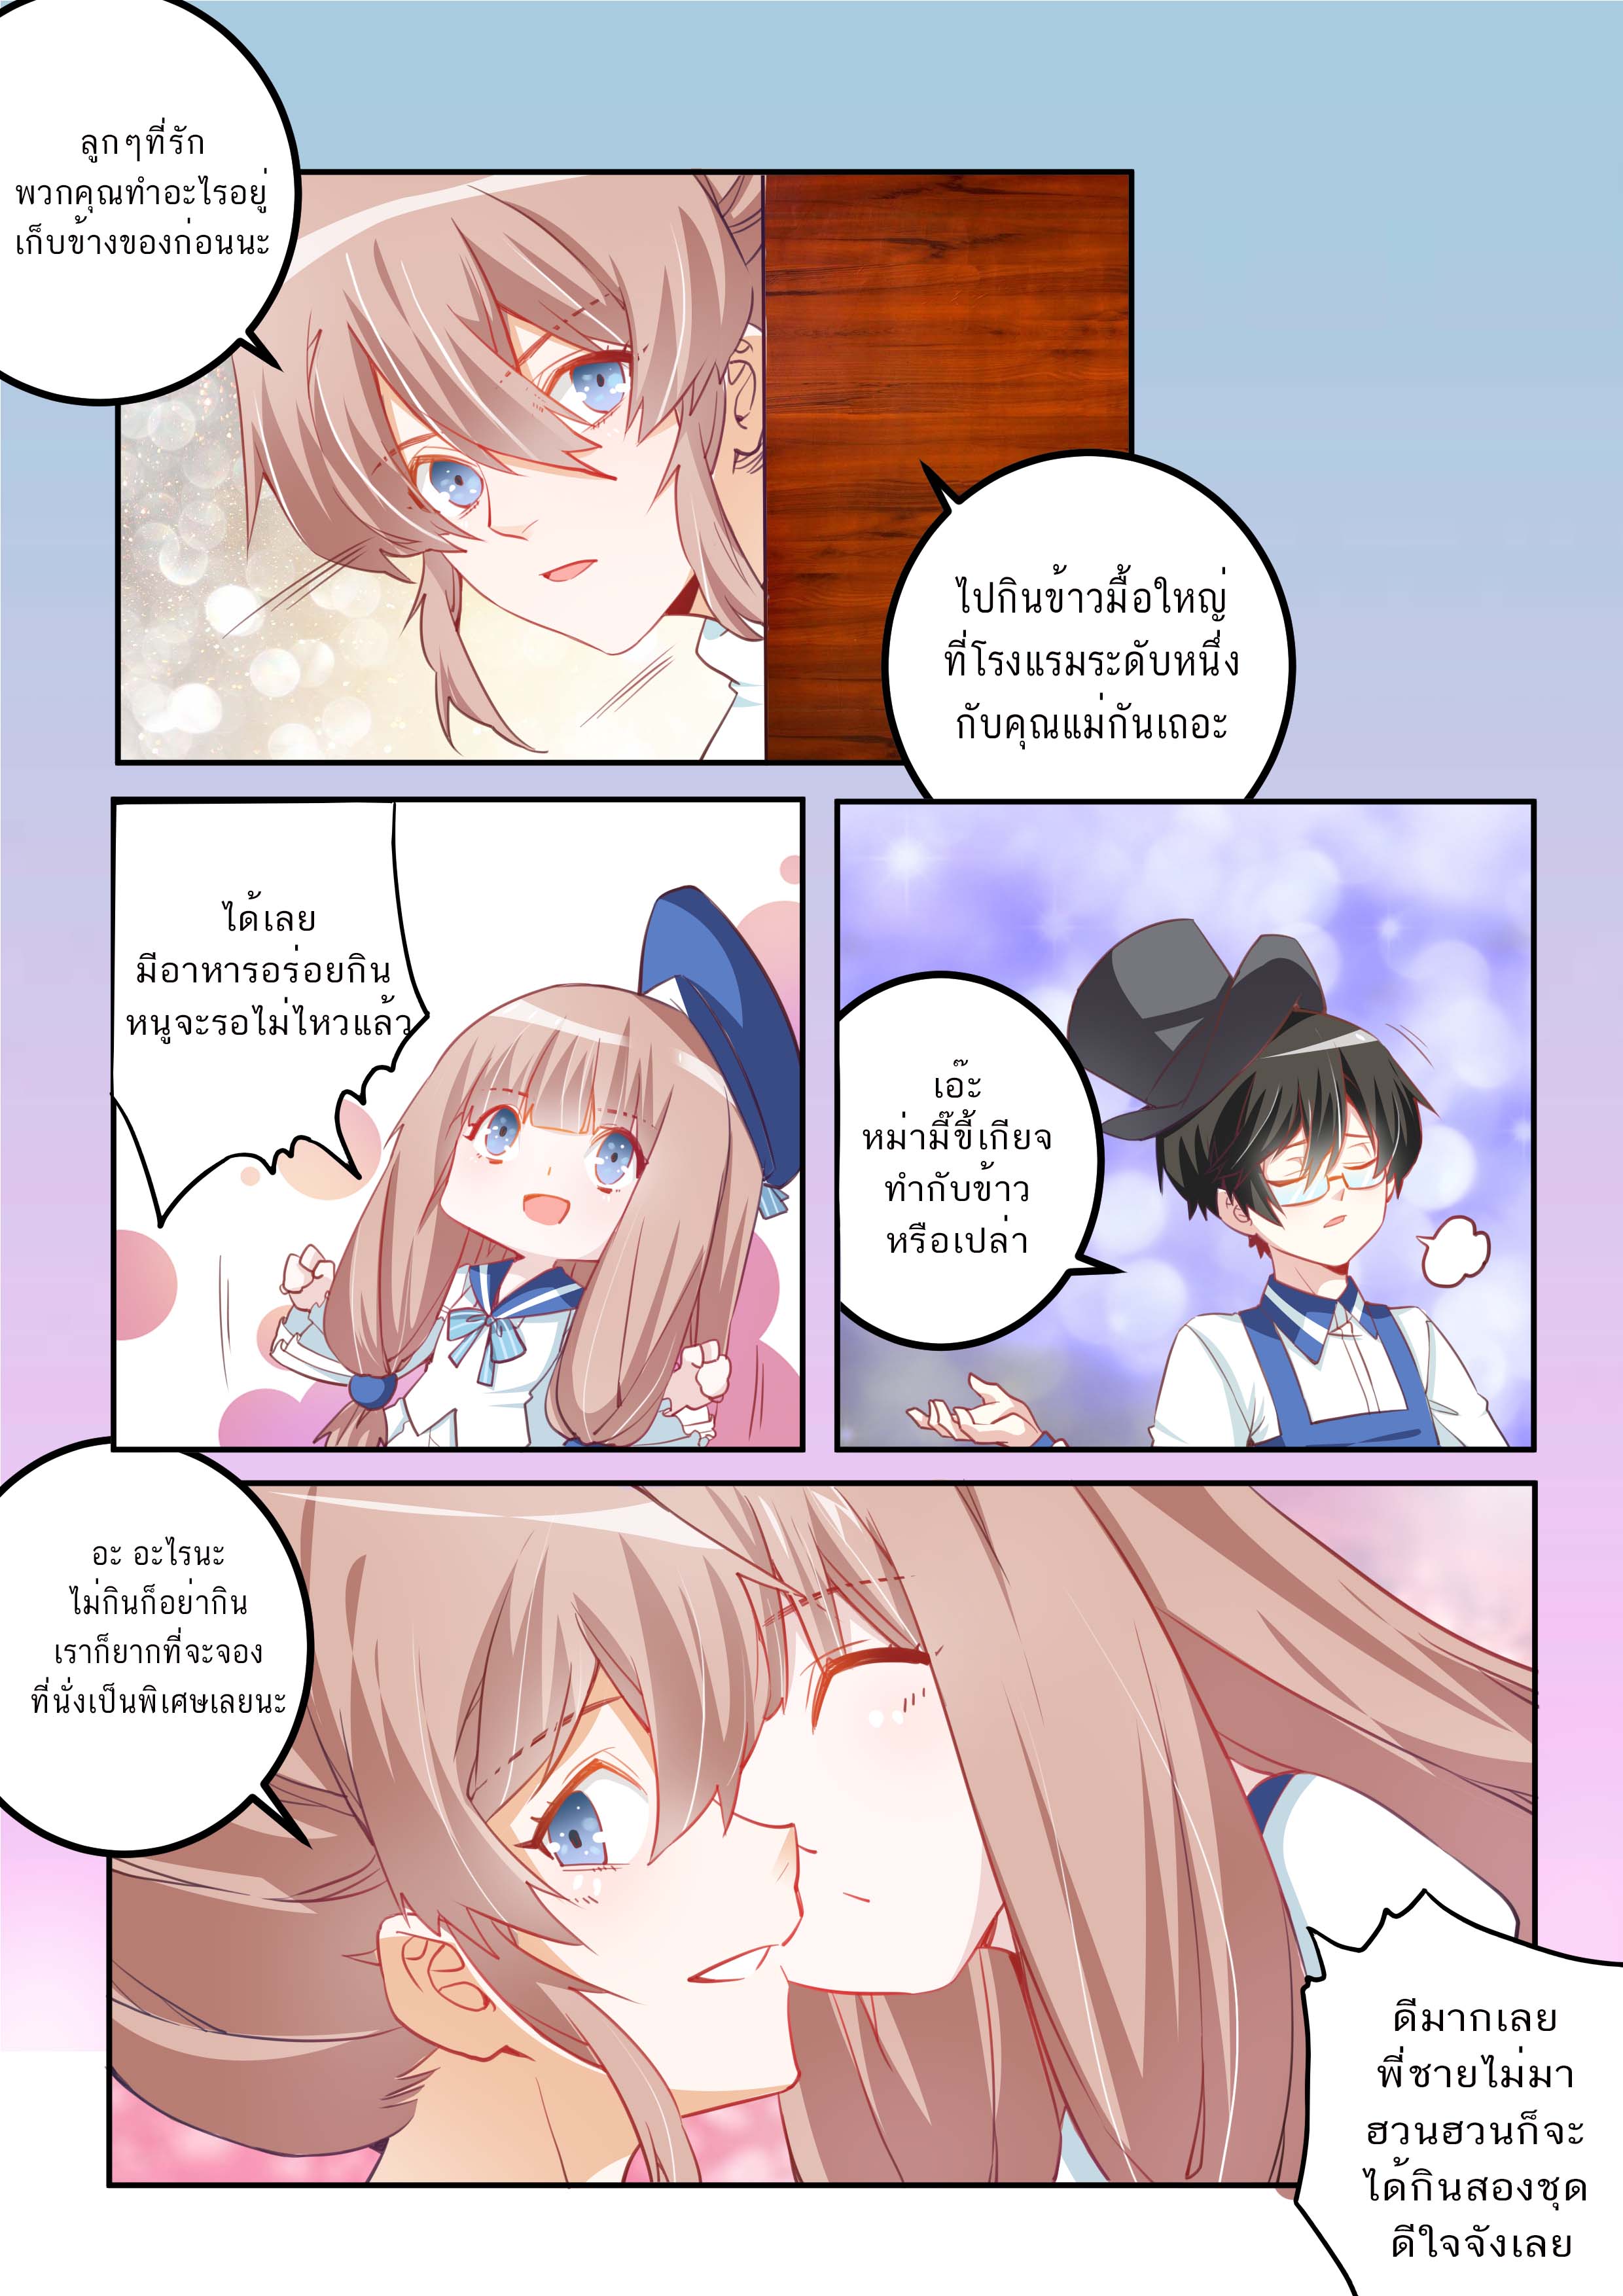 ลูกๆที่รัก
พวกคุณทำอะไรอยู่
เก็บข้างของก่อนนะ
ไปกินข้าวมื้อใหญ่
ที่โรงแรมระดับหนึ่ง
กับคุณแม่กันเถอะ
ได้เลย
มีอาหารอร่อยกิน
หนูจะรอไม่ไหวแล้ว
เอ๊ะ
หม่ามี๊ขี้เกียจ
ทำกับข้าว
หรือเปล่า
อะ อะไรนะ
ไม่กินก็อย่ากิน
เราก็ยากที่จะจอง
ที่นั่งเป็นพิเศษเลยนะ
ดีมากเลย
พี่ชายไม่มา
ฮวนฮวนก็จะ
ได้กินสองชุด
ดีใจจังเลย